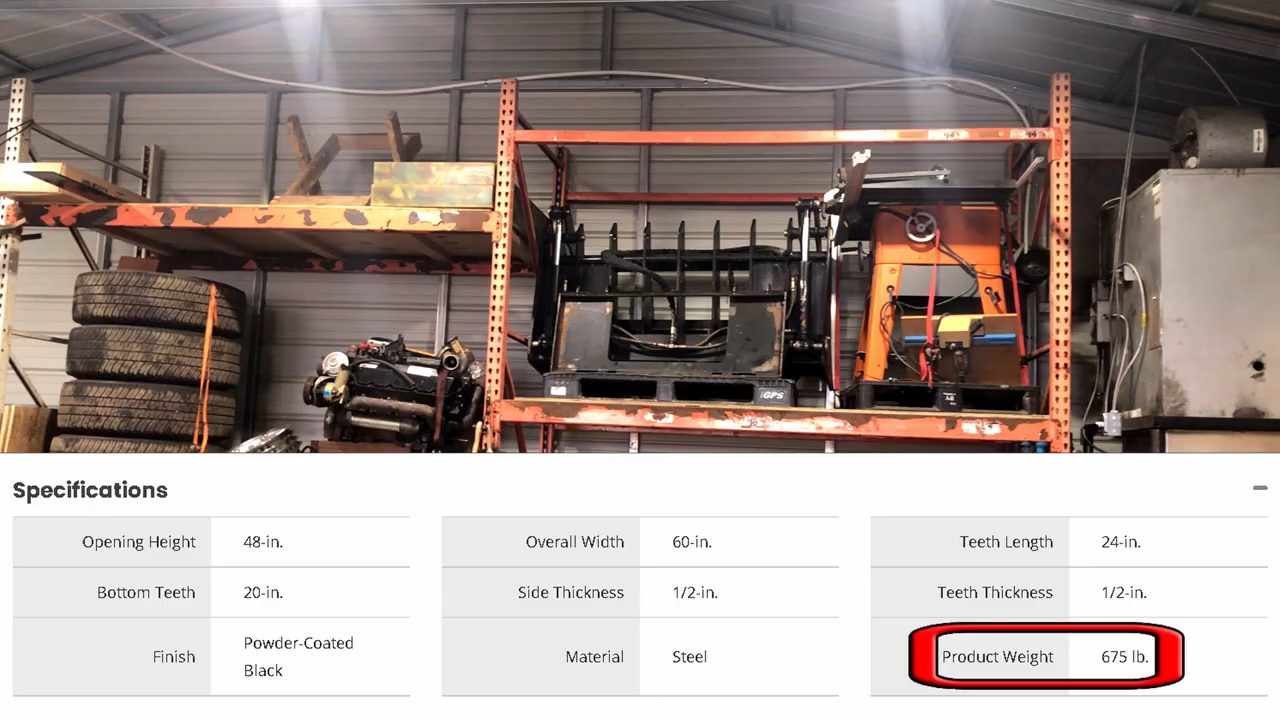 iGPS
Specifications
Opening Height 48-in. Overall Width 60-in. Teeth Length 24-in.
Bottom Teeth 20-in. Side Thickness 1/2-in. Teeth Thickness 1/2-in.
Finish Powder-Coated Black Material Steel Product Weight 675 lb.